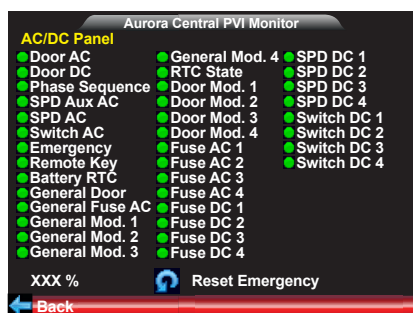 Aurora Central PVI Monitor
AC/DC Panel
Door AC
Door DC
Phase Sequence
SPD Aux AC
SPD AC
Switch AC
Emergency
Remote Key
Battery RTC
General Door
General Fuse AC
General Mod. 1
General Mod. 2
General Mod. 3
General Mod. 4
RTC State
Door Mod. 1
Door Mod. 2
Door Mod. 3
Door Mod. 4
Fuse AC 1
Fuse AC 2
Fuse AC 3
Fuse AC 4
Fuse DC 1
Fuse DC 2
Fuse DC 3
Fuse DC 4
SPD DC 1
SPD DC 2
SPD DC 3
SPD DC 4
Switch DC 1
Switch DC 2
Switch DC 3
Switch DC 4
XXX %
Reset Emergency
Back